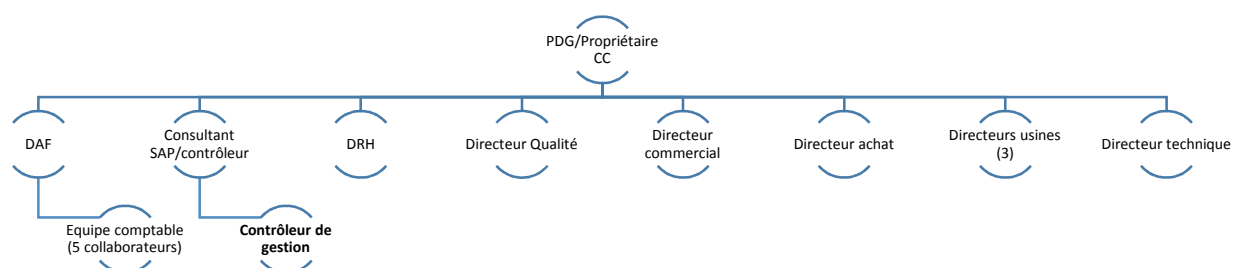 PDG/Propriétaire
CC
DAF
Consultant
SAP/contrôleur
DRH
Directeur Qualité
Directeur
commercial
Directeur achat
Directeurs usines
(3)
Directeur technique
Equipe comptable
(5 collaborateurs)
Contrôleur de
gestion